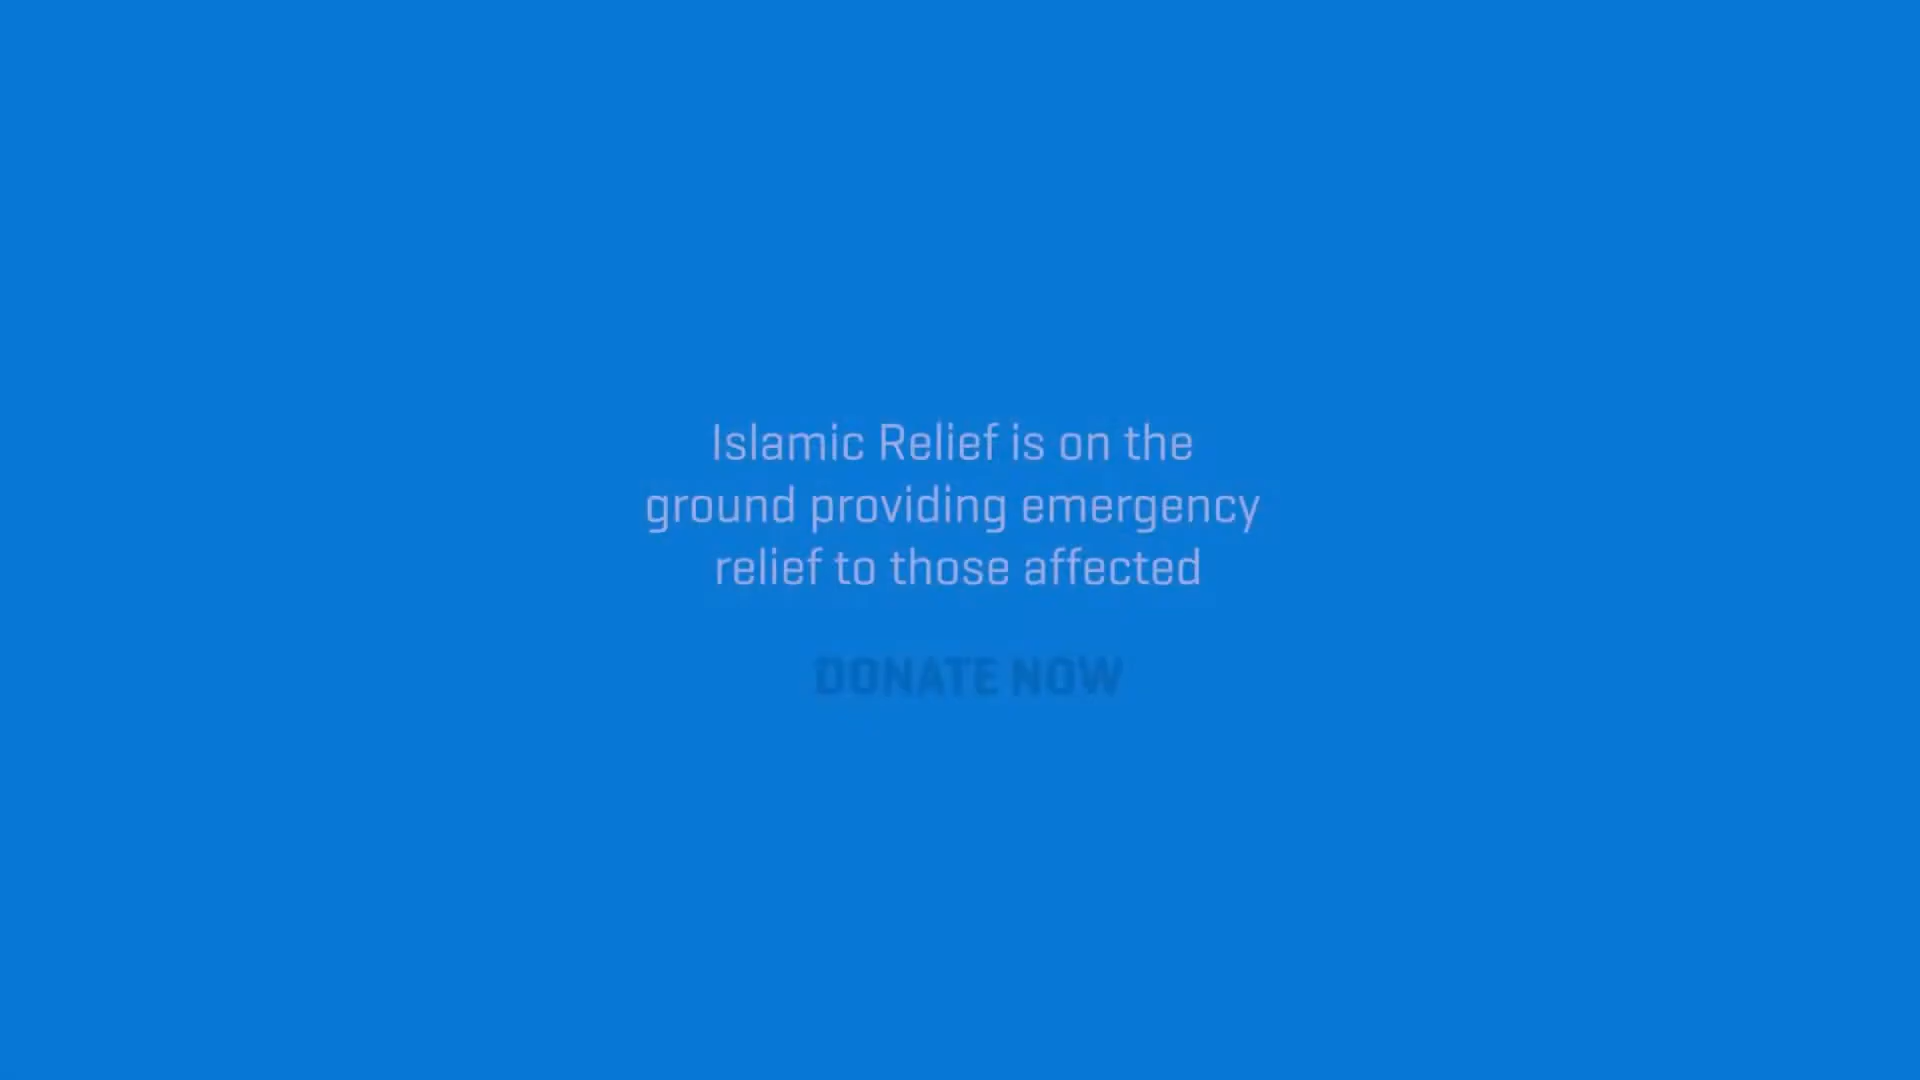 Islamic Relief is on the
ground providing emergency
relief to those affected
DONATE NOW